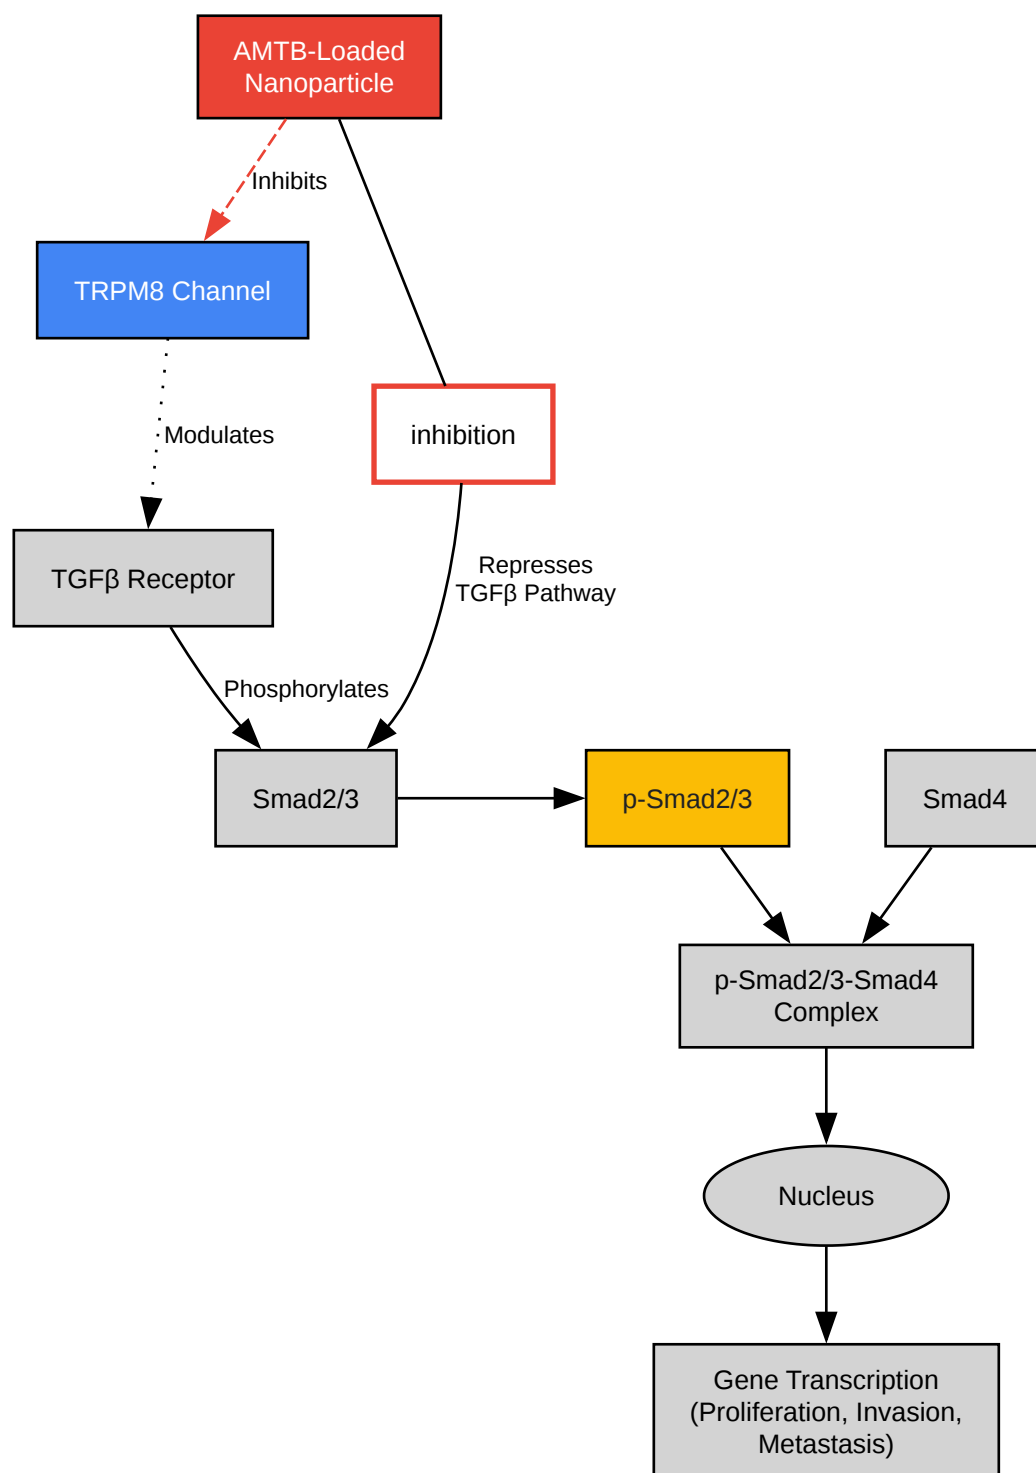 AMTB-Loaded
Nanoparticle
Inhibits
TRPM8 Channel
Modulates
inhibition
TGFβ Receptor
Represses
TGFβ Pathway
Phosphorylates
Smad2/3
p-Smad2/3
Smad4
p-Smad2/3-Smad4
Complex
Nucleus
Gene Transcription
(Proliferation, Invasion,
Metastasis)